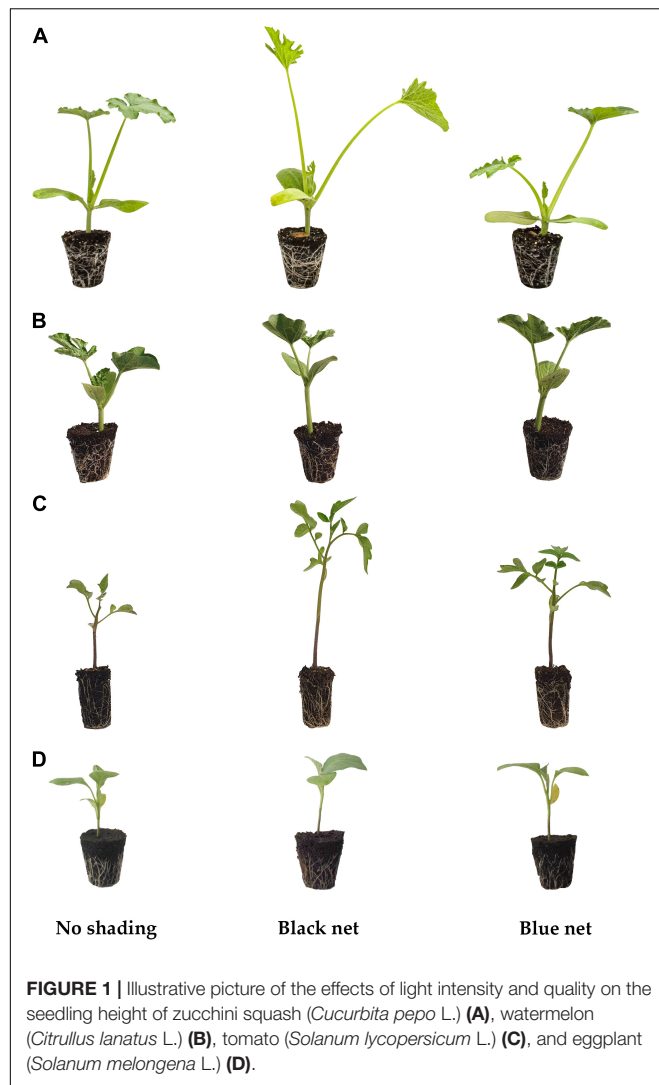 A
B
C
D
No shading Black net Blue net
FIGURE 1 | Illustrative picture of the effects of light intensity and quality on the
seedling height of zucchini squash (Cucurbita pepo L.) (A), watermelon
(Citrullus lanatus L.) (B), tomato (Solanum lycopersicum L.) (C), and eggplant
(Solanum melongena L.) (D).